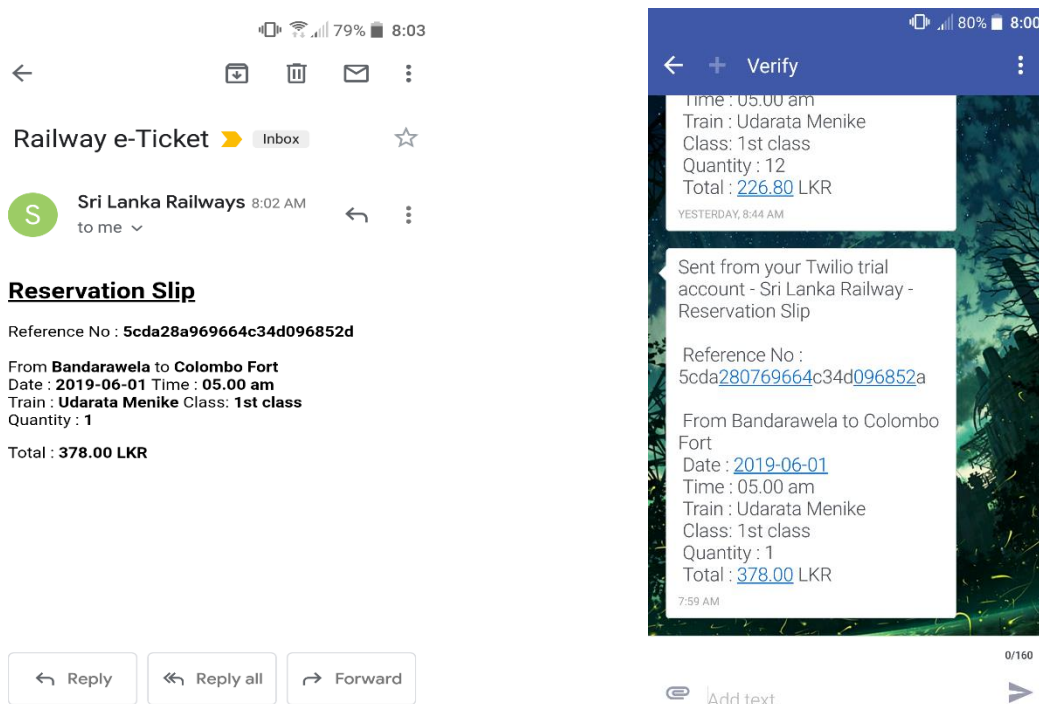 79% 8:03
Railway e-Ticket Inbox
Sri Lanka Railways 8:02 AM
to me
S
Reservation Slip
Reference No : 5cda28a969664c34d096852d
From Bandarawela to Colombo Fort
Date : 2019-06-01 Time : 05.00 am
Train : Udarata Menike Class: 1st class
Quantity : 1
Total : 378.00 LKR
Reply Reply all Forward
80% 8:00
+ Verify
Time : 05.00 am
Train : Udarata Menike
Class: 1st class
Quantity : 12
Total : 226.80 LKR
YESTERDAY, 8:44 AM
Sent from your Twilio trial
account - Sri Lanka Railway -
Reservation Slip
Reference No :
5cda280769664c34d096852a
From Bandarawela to Colombo
Fort
Date : 2019-06-01
Time : 05.00 am
Train : Udarata Menike
Class: 1st class
Quantity : 1
Total : 378.00 LKR
7:59 AM
0/160
Add text